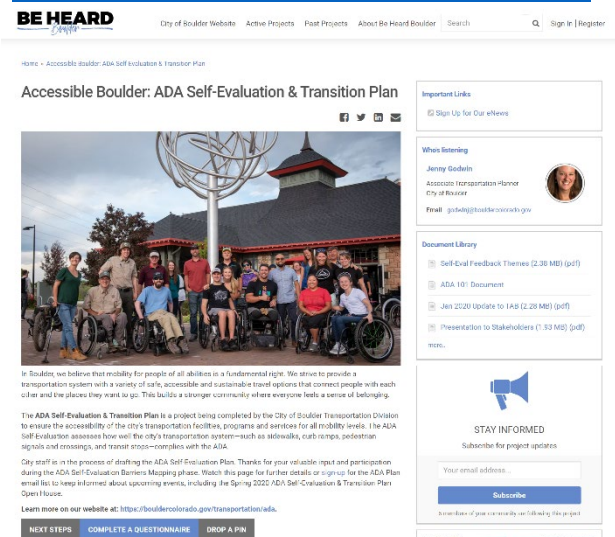 BE HEARD
Boulder
City of Boulder Website Active Projects Past Projects About Be Heard Boulder Search Sign In | Register
Home » Accessible Boulder: ADA Self-Evaluation & Transition Plan
Accessible Boulder: ADA Self-Evaluation & Transition Plan
In Boulder, we believe that mobility for people of all abilities is a fundamental right. We strive to provide a
transportation system with a variety of safe, accessible and sustainable travel options that connect people with each
other and the places they want to go. This builds a stronger community where everyone feels a sense of belonging.
The ADA Self-Evaluation & Transition Plan is a project being completed by the City of Boulder Transportation Division
to ensure the accessibility of the city's transportation facilities, programs and services for all mobility levels. The ADA
Self-Evaluation assesses how well the city's transportation system—such as sidewalks, curb ramps, pedestrian
signals and crossings, and transit stops—complies with the ADA.
City staff is in the process of drafting the ADA Self-Evaluation Plan. Thanks for your valuable input and participation
during the ADA Self-Evaluation Barriers Mapping phase. Watch this page for further details or sign-up for the ADA Plan
email list to keep informed about upcoming events, including the Spring 2020 ADA Self-Evaluation & Transition Plan
Open House.
Learn more on our website at: https://bouldercolorado.gov/transportation/ada.
NEXT STEPS COMPLETE A QUESTIONNAIRE DROP A PIN
Important Links
Sign Up for Our eNews
Who's listening
Jenny Godwin
Associate Transportation Planner
City of Boulder
Email godwinj@bouldercolorado.gov
Document Library
Self-Eval Feedback Themes (2.38 MB) (pdf)
ADA 101 Document
Jan 2020 Update to TAB (2.28 MB) (pdf)
Presentation to Stakeholders (1.93 MB) (pdf)
more..
STAY INFORMED
Subscribe for project updates
Your email address...
Subscribe
members of your community are following this project